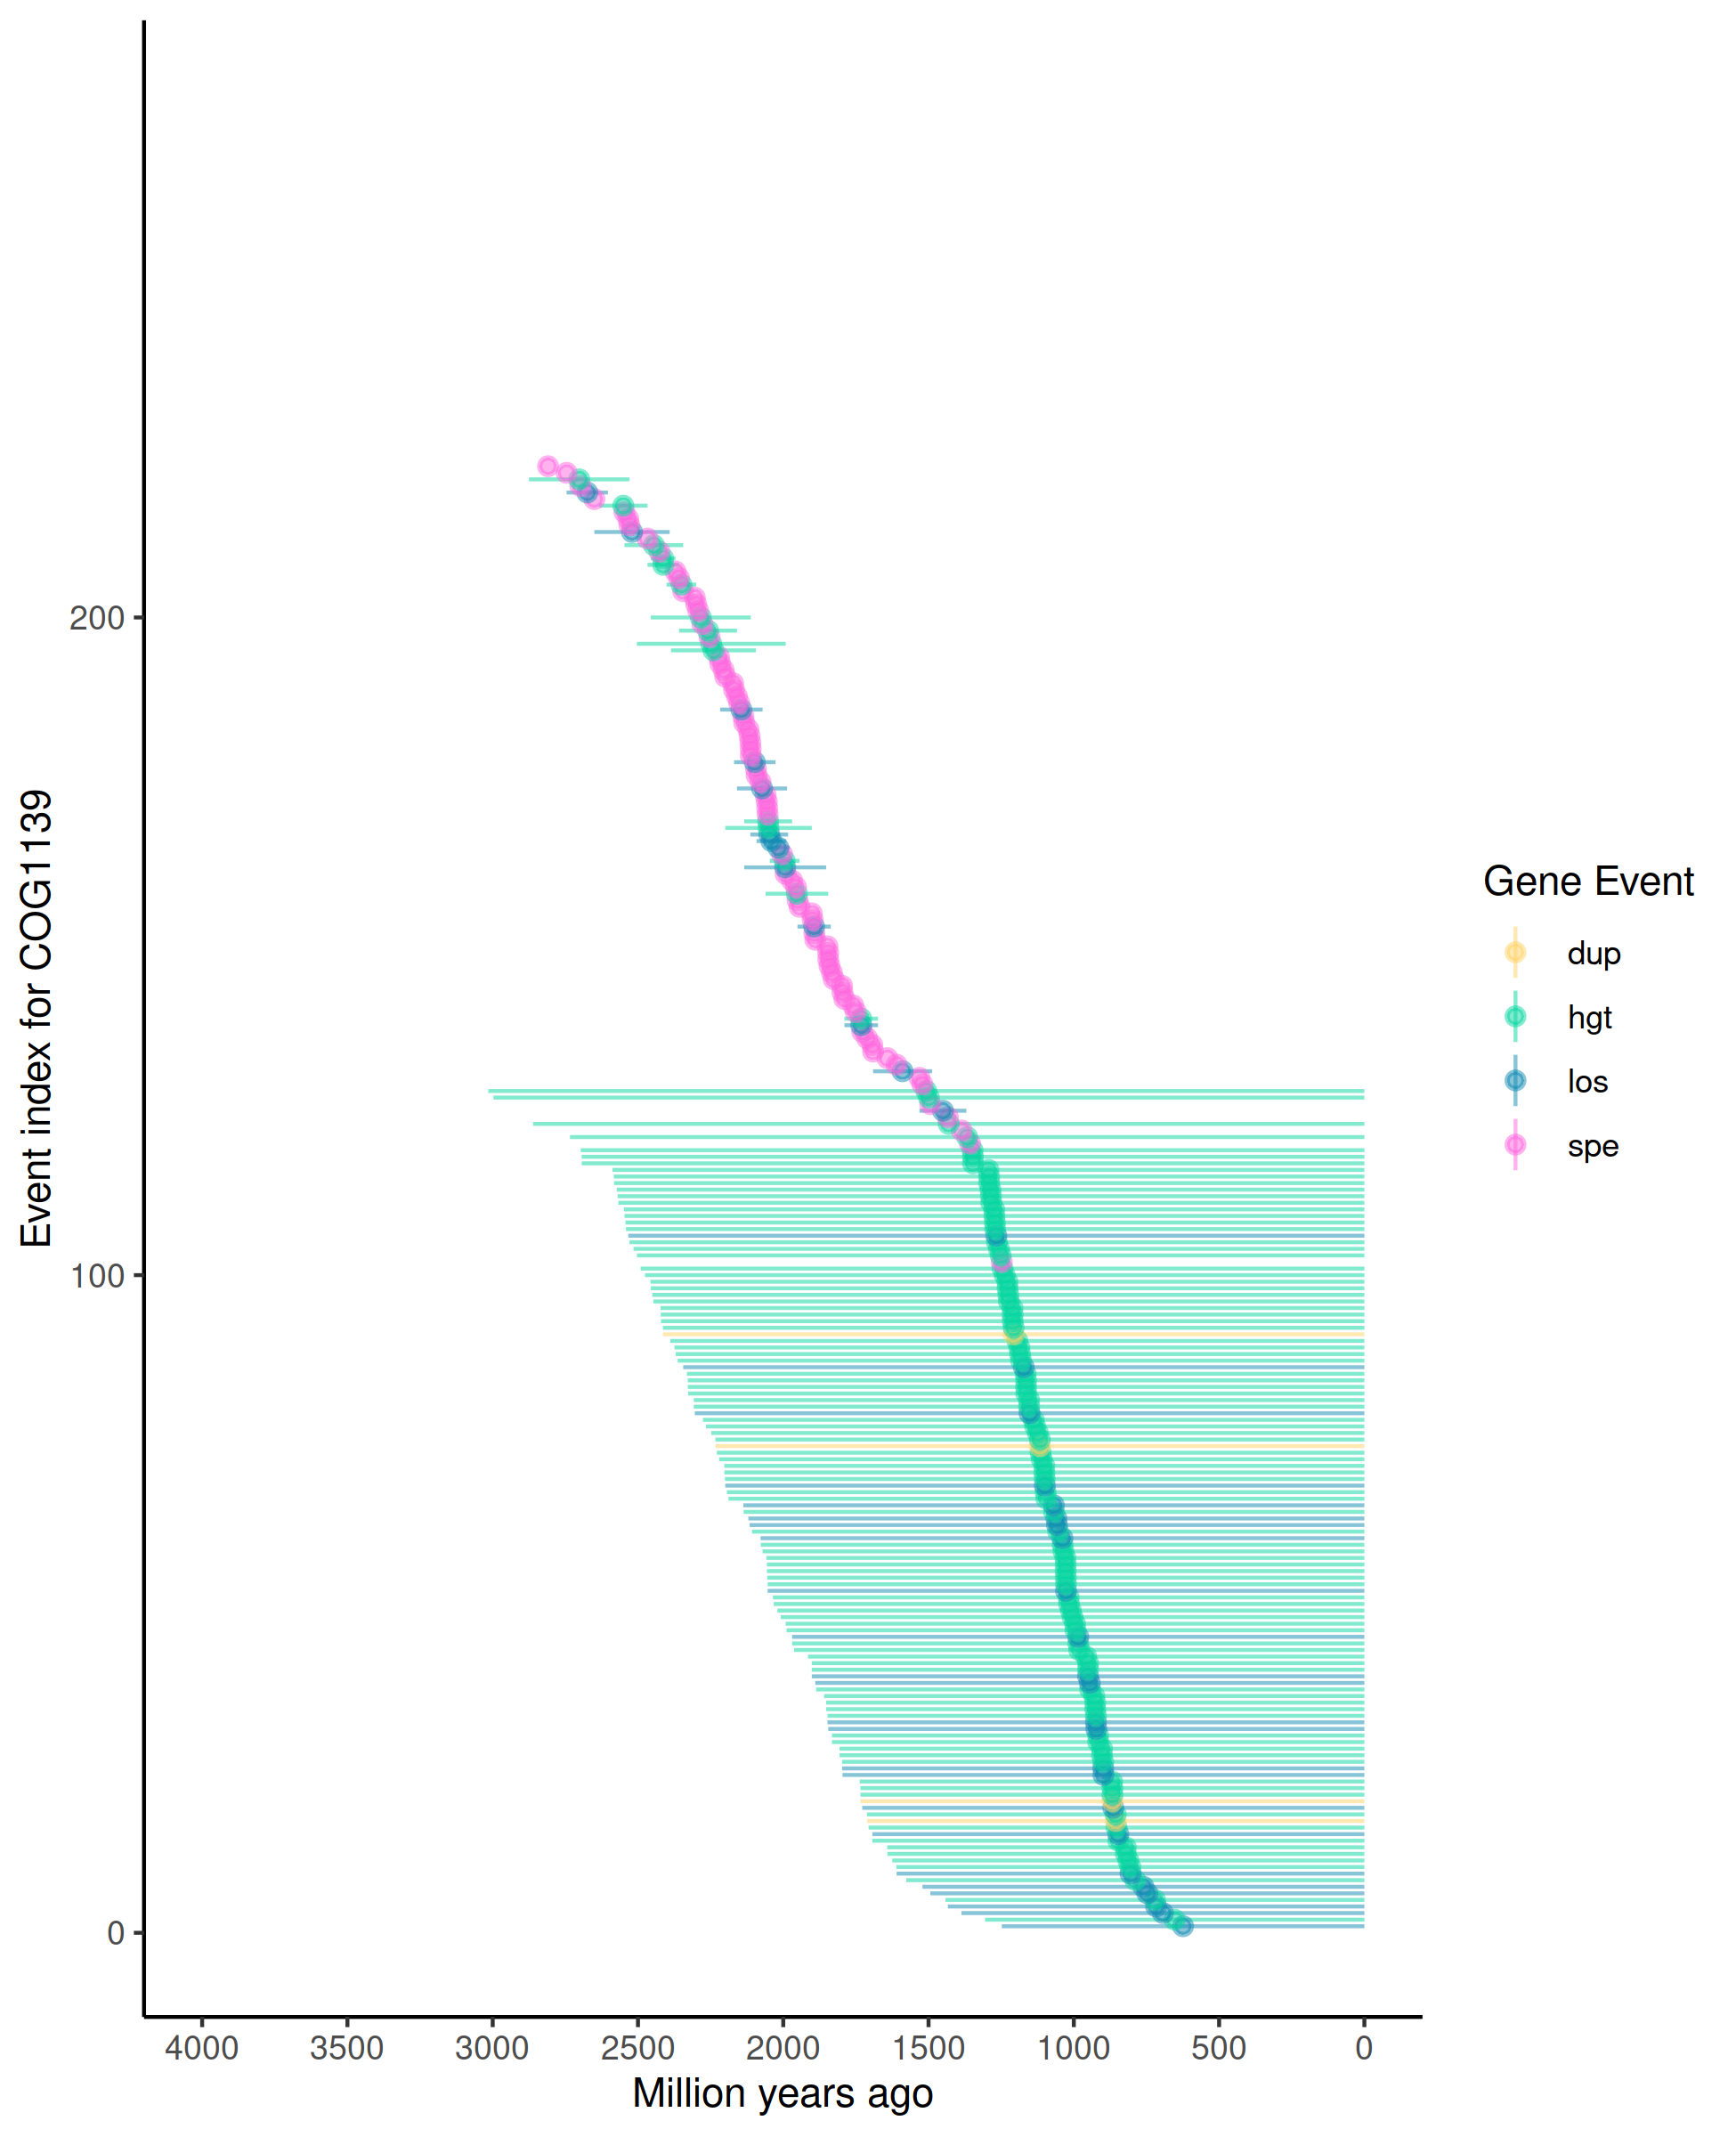 Event index for COG1139
200
100
0
4000 3500 3000 2500 2000 1500 1000 500 0
Million years ago
Gene Event
dup
hgt
los
spe